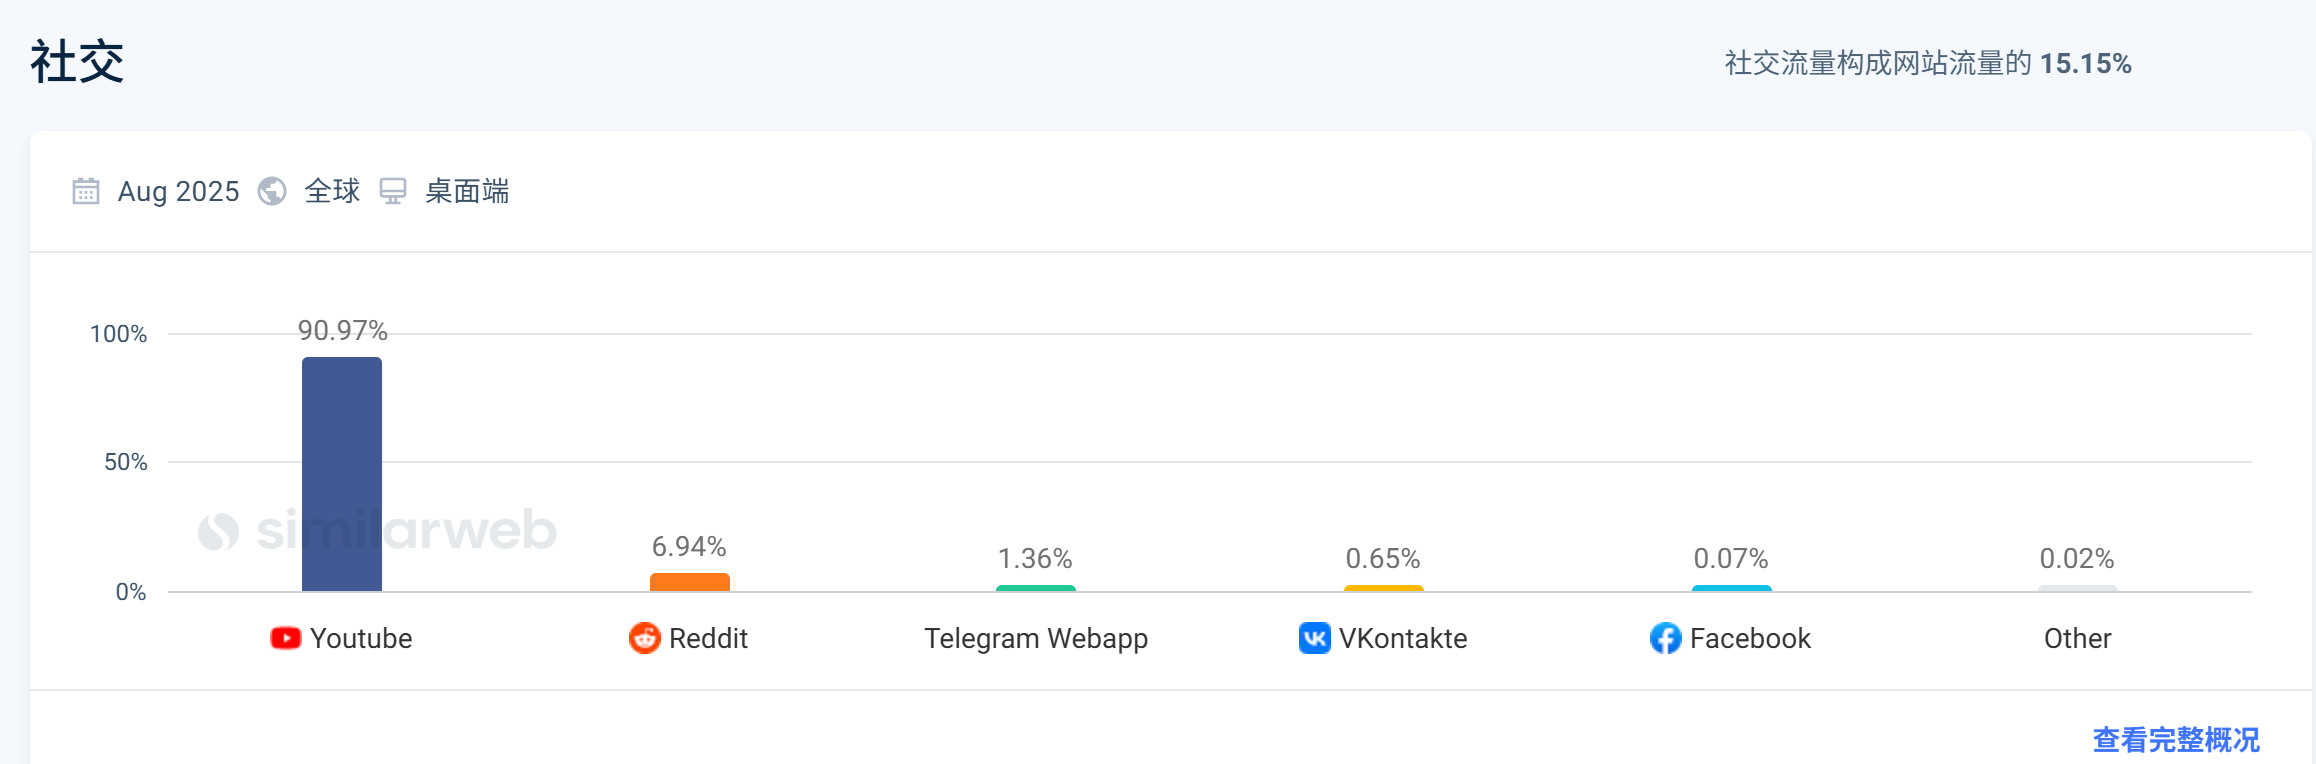 社交
社交流量构成网站流量的 15.15%
Aug 2025 全球 桌面端
100%
50%
0%
90.97%
6.94%
1.36%
0.65%
0.07%
0.02%
similarweb
Youtube
Reddit
Telegram Webapp
VKontakte
Facebook
Other
查看完整概况